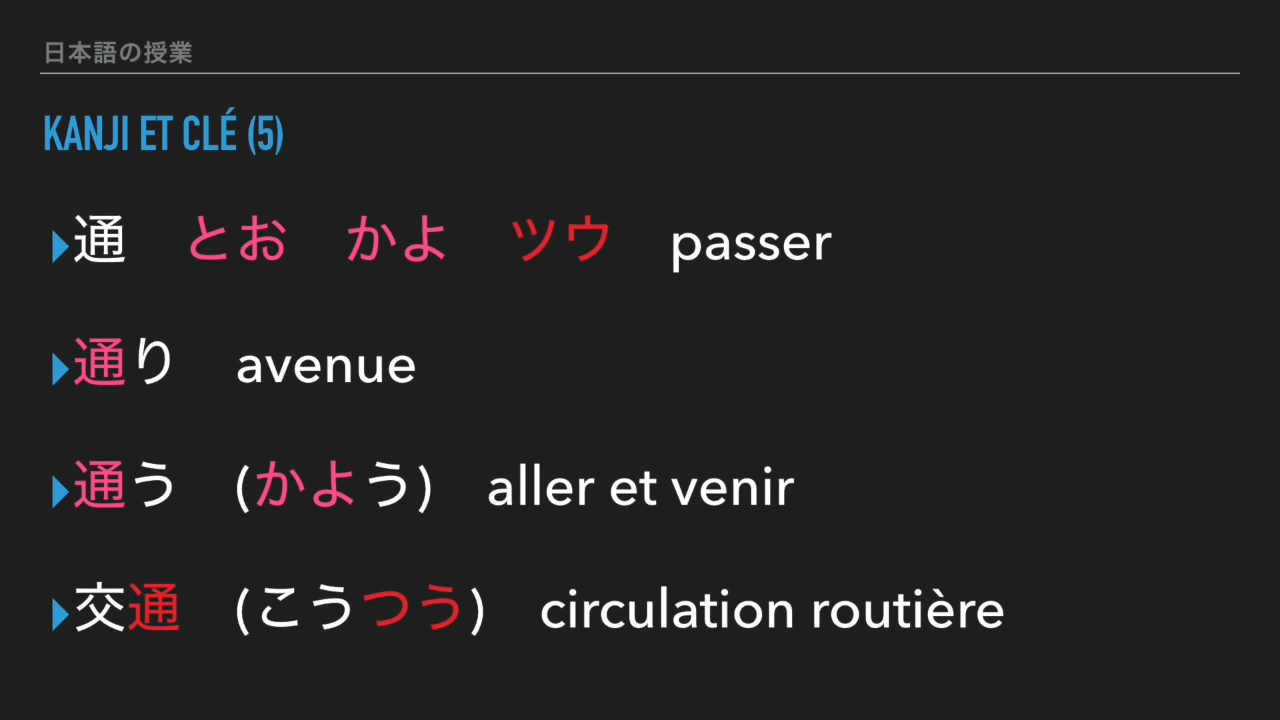 日本語の授業
KANJI ET CLÉ (5)
▸通　とお　かよ　ツウ　passer
▸通り　avenue
▸通う　(かよう)　aller et venir
▸交通　(こうつう)　circulation routière